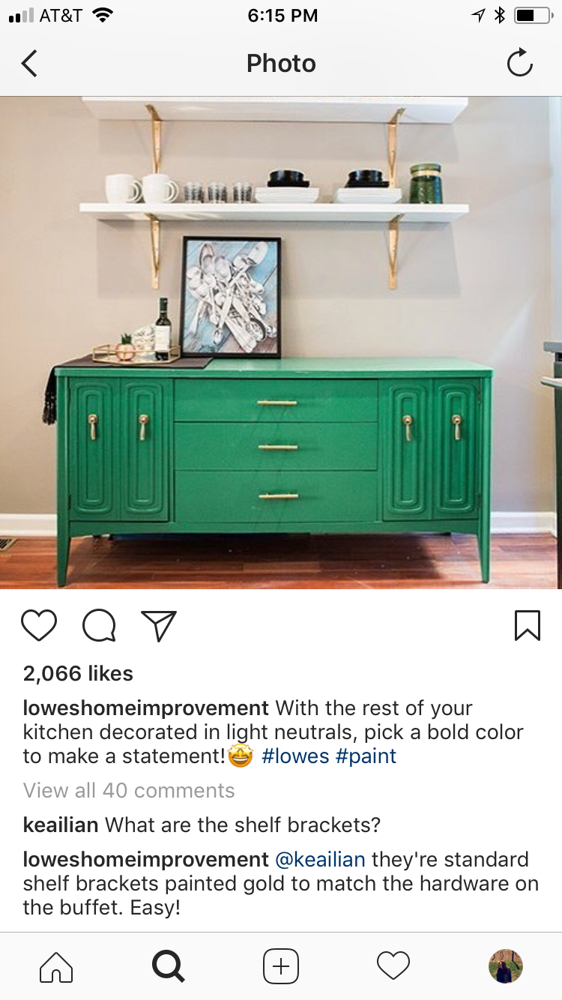 AT&T 6:15 PM
Photo
2,066 likes
loweshomeimprovement With the rest of your
kitchen decorated in light neutrals, pick a bold color
to make a statement!🤩 #lowes #paint
View all 40 comments
keailian What are the shelf brackets?
loweshomeimprovement @keailian they're standard
shelf brackets painted gold to match the hardware on
the buffet. Easy!